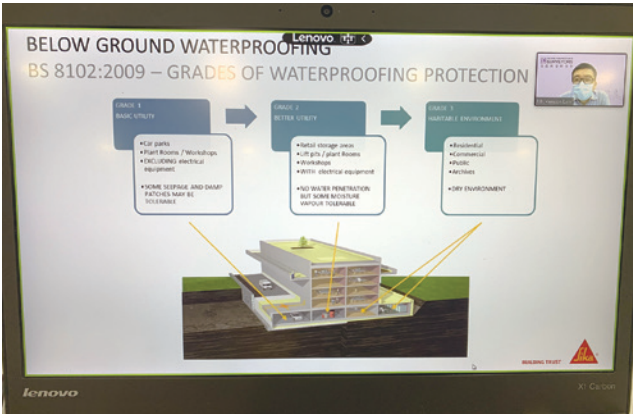 Lenovo
BELOW GROUND WATERPROOFING
BS 8102:2009 – GRADES OF WATERPROOFING PROTECTION
GRADE 1
BASIC UTILITY
•Car parks
•Plant Rooms / Workshops
•EXCLUDING electrical
equipment
•SOME SEEPAGE AND DAMP
PATCHES MAY BE
TOLERABLE
GRADE 2
BETTER UTILITY
•Retail storage areas
•Lift pits / plant Rooms
•Workshops
•WITH electrical equipment
•NO WATER PENETRATION
BUT SOME MOISTURE
VAPOUR TOLERABLE
GRADE 3
HABITABLE ENVIRONMENT
•Residential
•Commercial
•Public
•Archives
•DRY ENVIRONMENT
BUILDING TRUST
Sika
lenovo
X1 Carbon